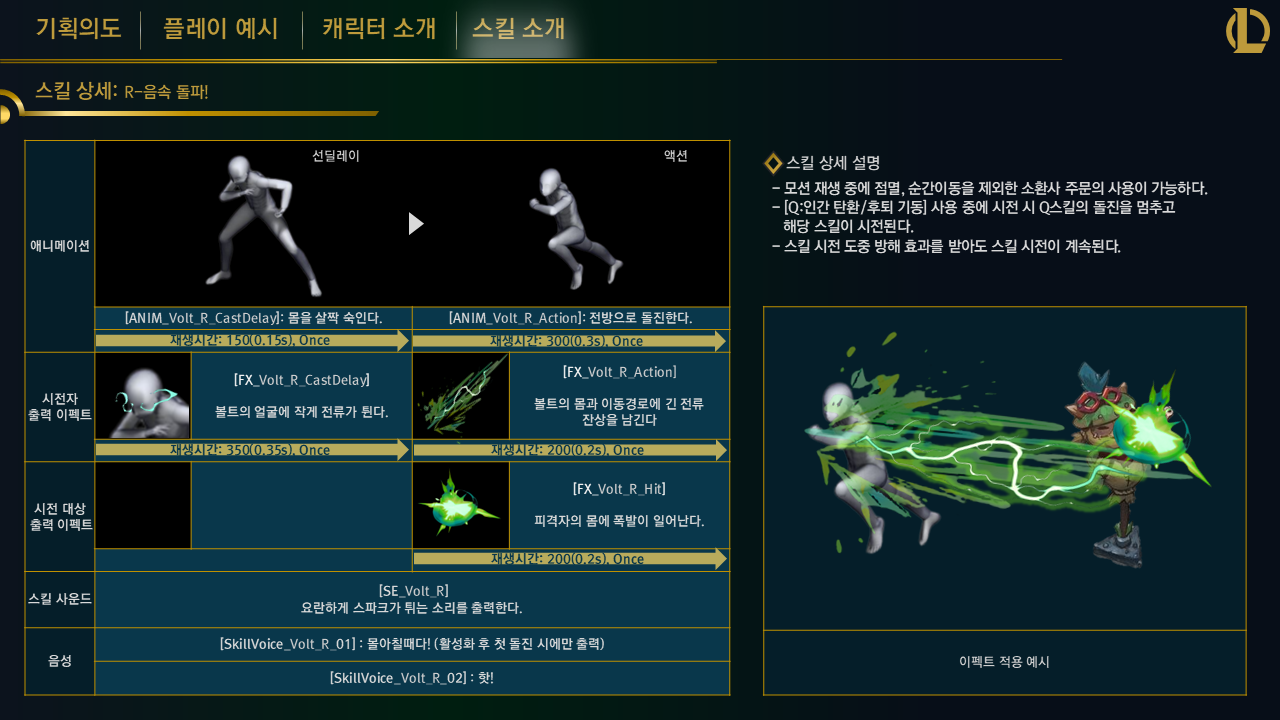 기획의도
플레이 예시
캐릭터 소개
스킬 소개
스킬 상세: R-음속 돌파!
애니메이션
선딜레이
액션
[ANIM_Volt_R_CastDelay]: 몸을 살짝 숙인다.
[ANIM_Volt_R_Action]: 전방으로 돌진한다.
재생시간: 150(0.15s), Once
재생시간: 300(0.3s), Once
시전자
출력 이펙트
[FX_Volt_R_CastDelay]
볼트의 얼굴에 작게 전류가 튄다.
[FX_Volt_R_Action]
볼트의 몸과 이동경로에 긴 전류
잔상을 남긴다
재생시간: 350(0.35s), Once
재생시간: 200(0.2s), Once
시전 대상
출력 이펙트
[FX_Volt_R_Hit]
피격자의 몸에 폭발이 일어난다.
재생시간: 200(0.2s), Once
스킬 사운드
[SE_Volt_R]
요란하게 스파크가 튀는 소리를 출력한다.
음성
[SkillVoice_Volt_R_01] : 몰아칠때다! (활성화 후 첫 돌진 시에만 출력)
[SkillVoice_Volt_R_02] : 핫!
스킬 상세 설명
- 모션 재생 중에 점멸, 순간이동을 제외한 소환사 주문의 사용이 가능하다.
- [Q:인간 탄환/후퇴 기동] 사용 중에 시전 시 Q스킬의 돌진을 멈추고
해당 스킬이 시전된다.
- 스킬 시전 도중 방해 효과를 받아도 스킬 시전이 계속된다.
이펙트 적용 예시